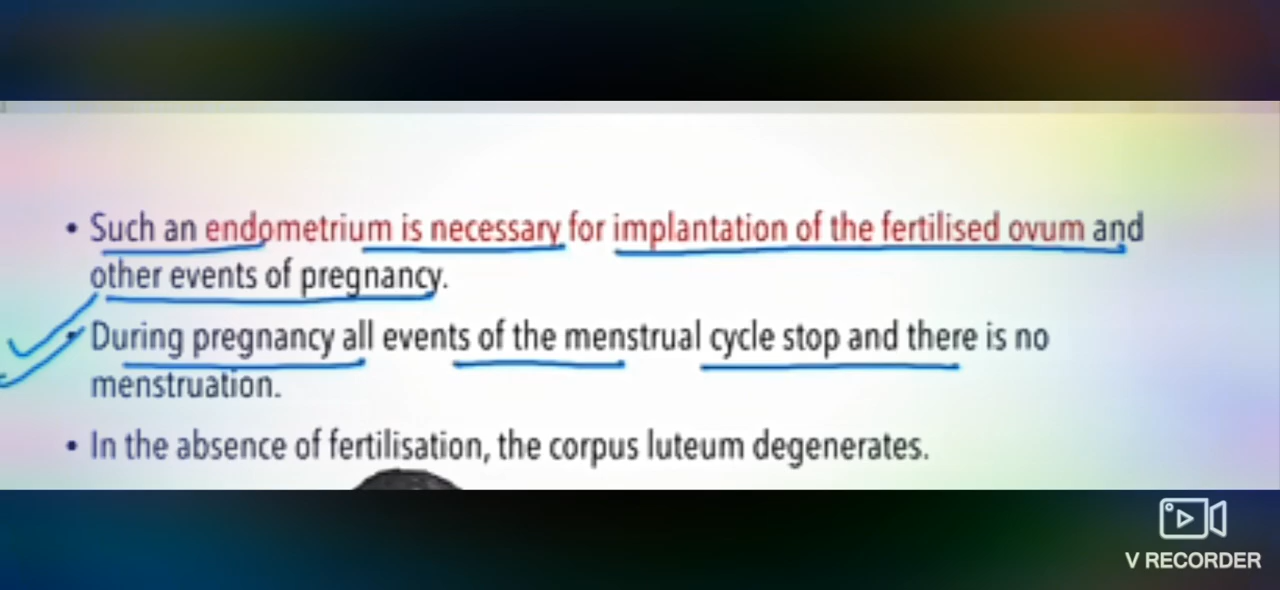 • Such an endometrium is necessary for implantation of the fertilised ovum and
other events of pregnancy.
• During pregnancy all events of the menstrual cycle stop and there is no
menstruation.
• In the absence of fertilisation, the corpus luteum degenerates.
V RECORDER